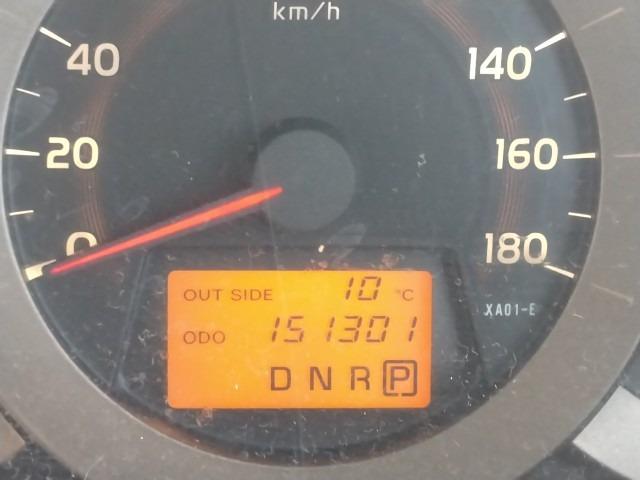 km/h
40
140
20
160
0
180
OUT SIDE 10 °C
XA01-E
ODO 151301
D N R P